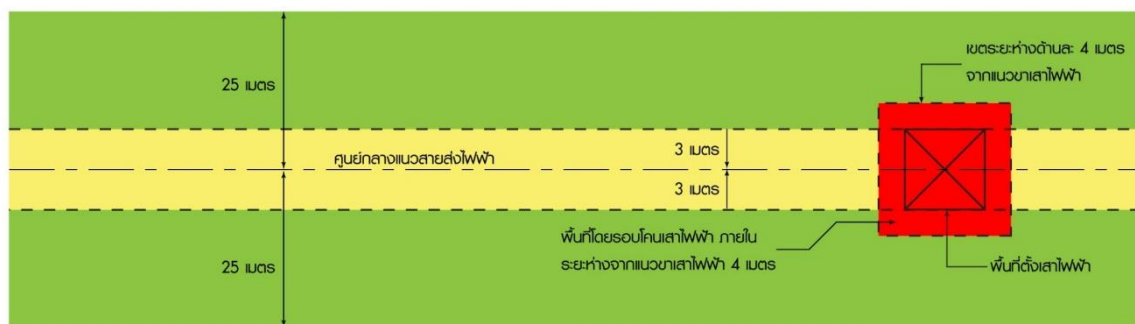 เขตระยะห่างด้านละ 4 เมตร
จากแนวขาเสาไฟฟ้า
25 เมตร
3 เมตร
ศูนย์กลางแนวสายส่งไฟฟ้า
3 เมตร
พื้นที่โดยรอบโคนเสาไฟฟ้า ภายใน
ระยะห่างจากแนวขาเสาไฟฟ้า 4 เมตร
25 เมตร
พื้นที่ตั้งเสาไฟฟ้า